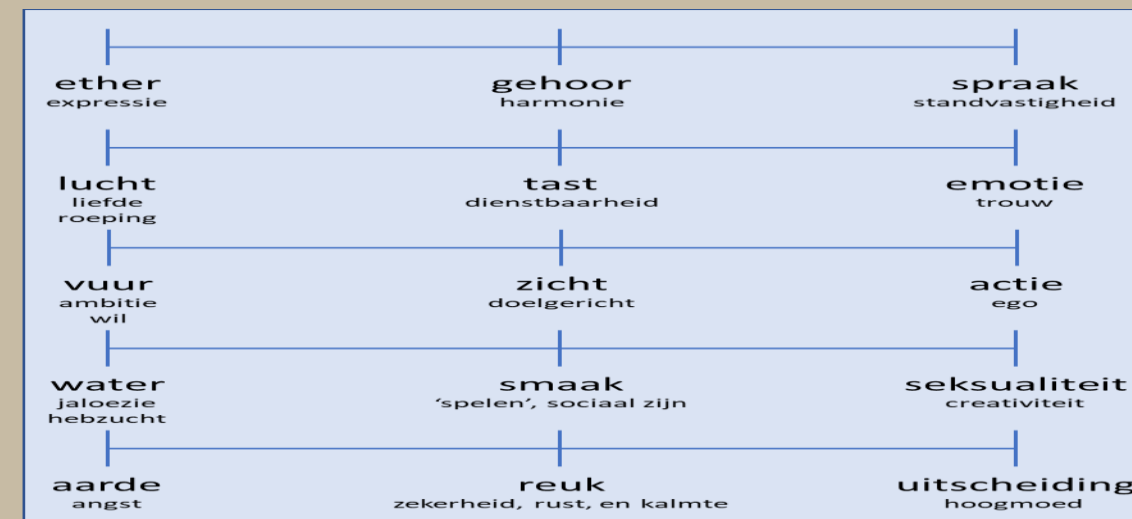 ether gehoor spraak
expressie harmonie standvastigheid
lucht tast emotie
liefde dienstbaarheid trouw
roeping
vuur zicht actie
ambitie doelgericht ego
wil
water smaak seksualiteit
jaloezie ‘spelen’, sociaal zijn creativiteit
hebzucht
aarde reuk uitscheiding
angst zekerheid, rust, en kalmte hoogmoed